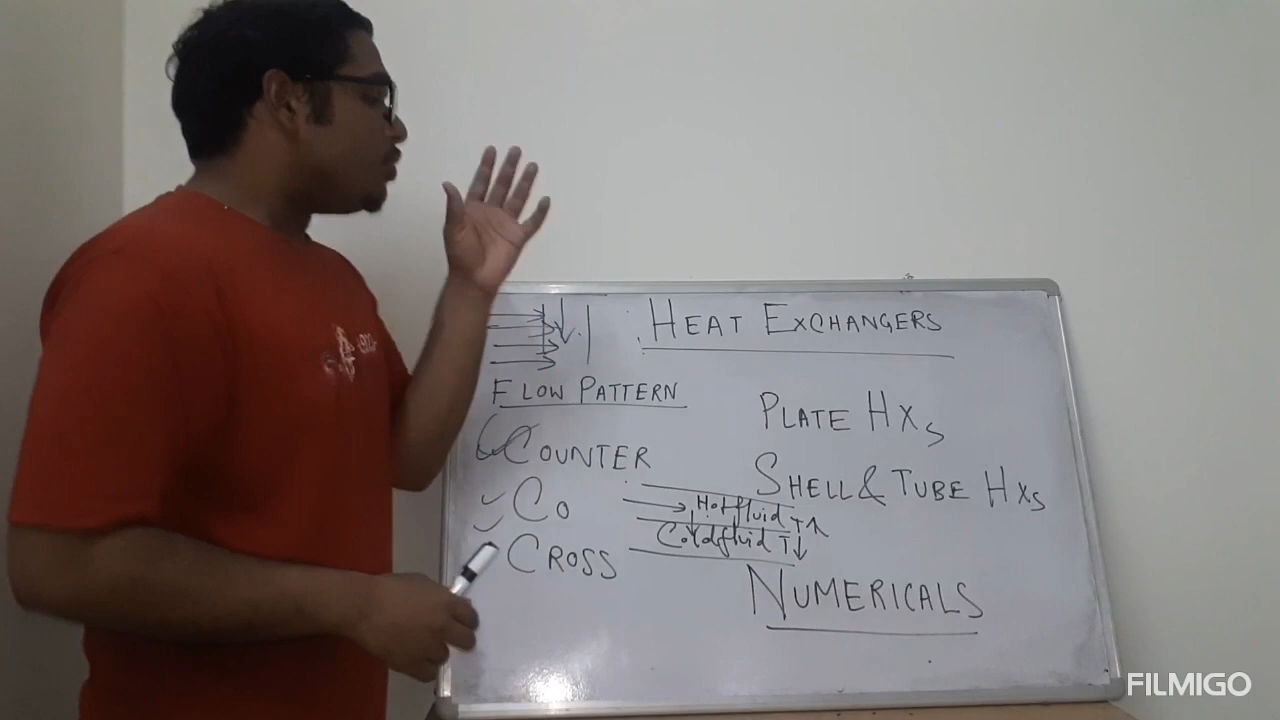 HEAT EXCHANGERS
FLOW PATTERN
COUNTER
CO
CROSS
PLATE HXs
SHELL & TUBE HXs
Hot fluid T↑
Cold fluid T↓
NUMERICALS
FILMIGO